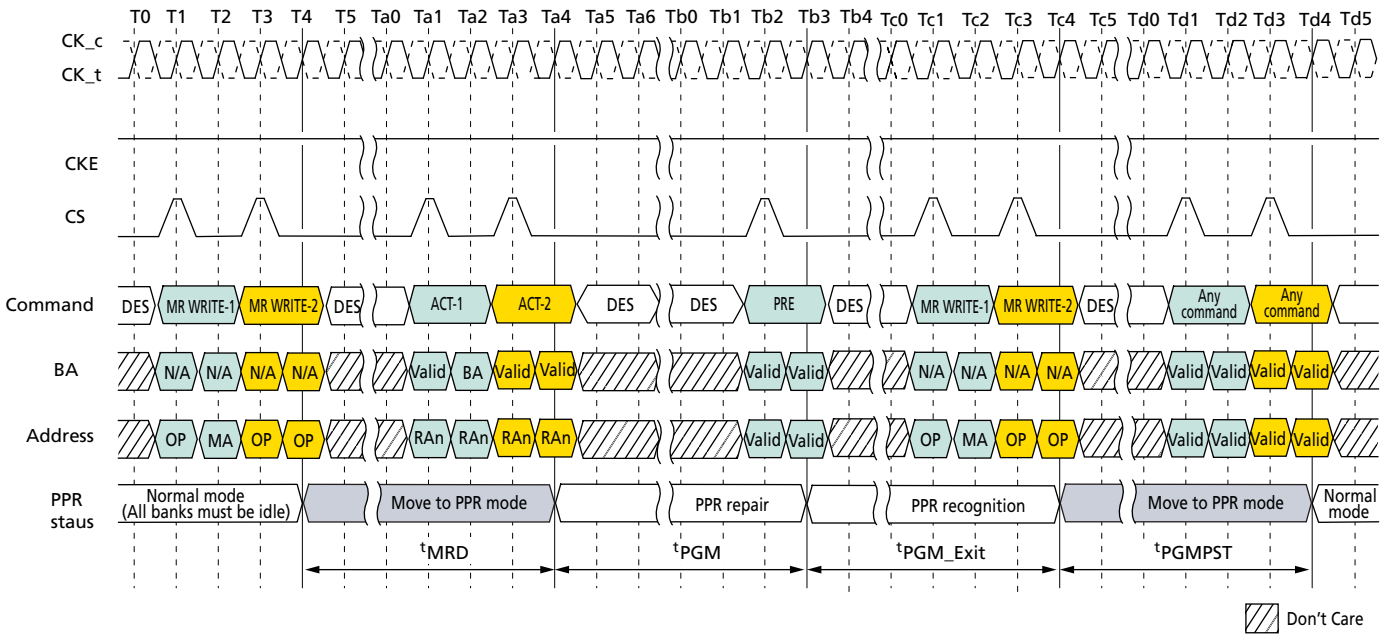 T0 T1 T2 T3 T4 T5 Ta0 Ta1 Ta2 Ta3 Ta4 Ta5 Ta6 Tb0 Tb1 Tb2 Tb3 Tb4 Tc0 Tc1 Tc2 Tc3 Tc4 Tc5 Td0 Td1 Td2 Td3 Td4 Td5
CK_c
CK_t
CKE
CS
Command DES MR WRITE-1 MR WRITE-2 DES ACT-1 ACT-2 DES DES PRE DES MR WRITE-1 MR WRITE-2 DES Any command Any command
BA N/A N/A N/A N/A Valid BA Valid Valid Valid Valid N/A N/A N/A N/A Valid Valid Valid Valid
Address OP MA OP OP RAn RAn RAn RAn Valid Valid OP MA OP OP Valid Valid Valid Valid
PPR staus
Normal mode (All banks must be idle)
Move to PPR mode
PPR repair
PPR recognition
Move to PPR mode
Normal mode
tMRD tPGM tPGM_Exit tPGMPST
Don't Care